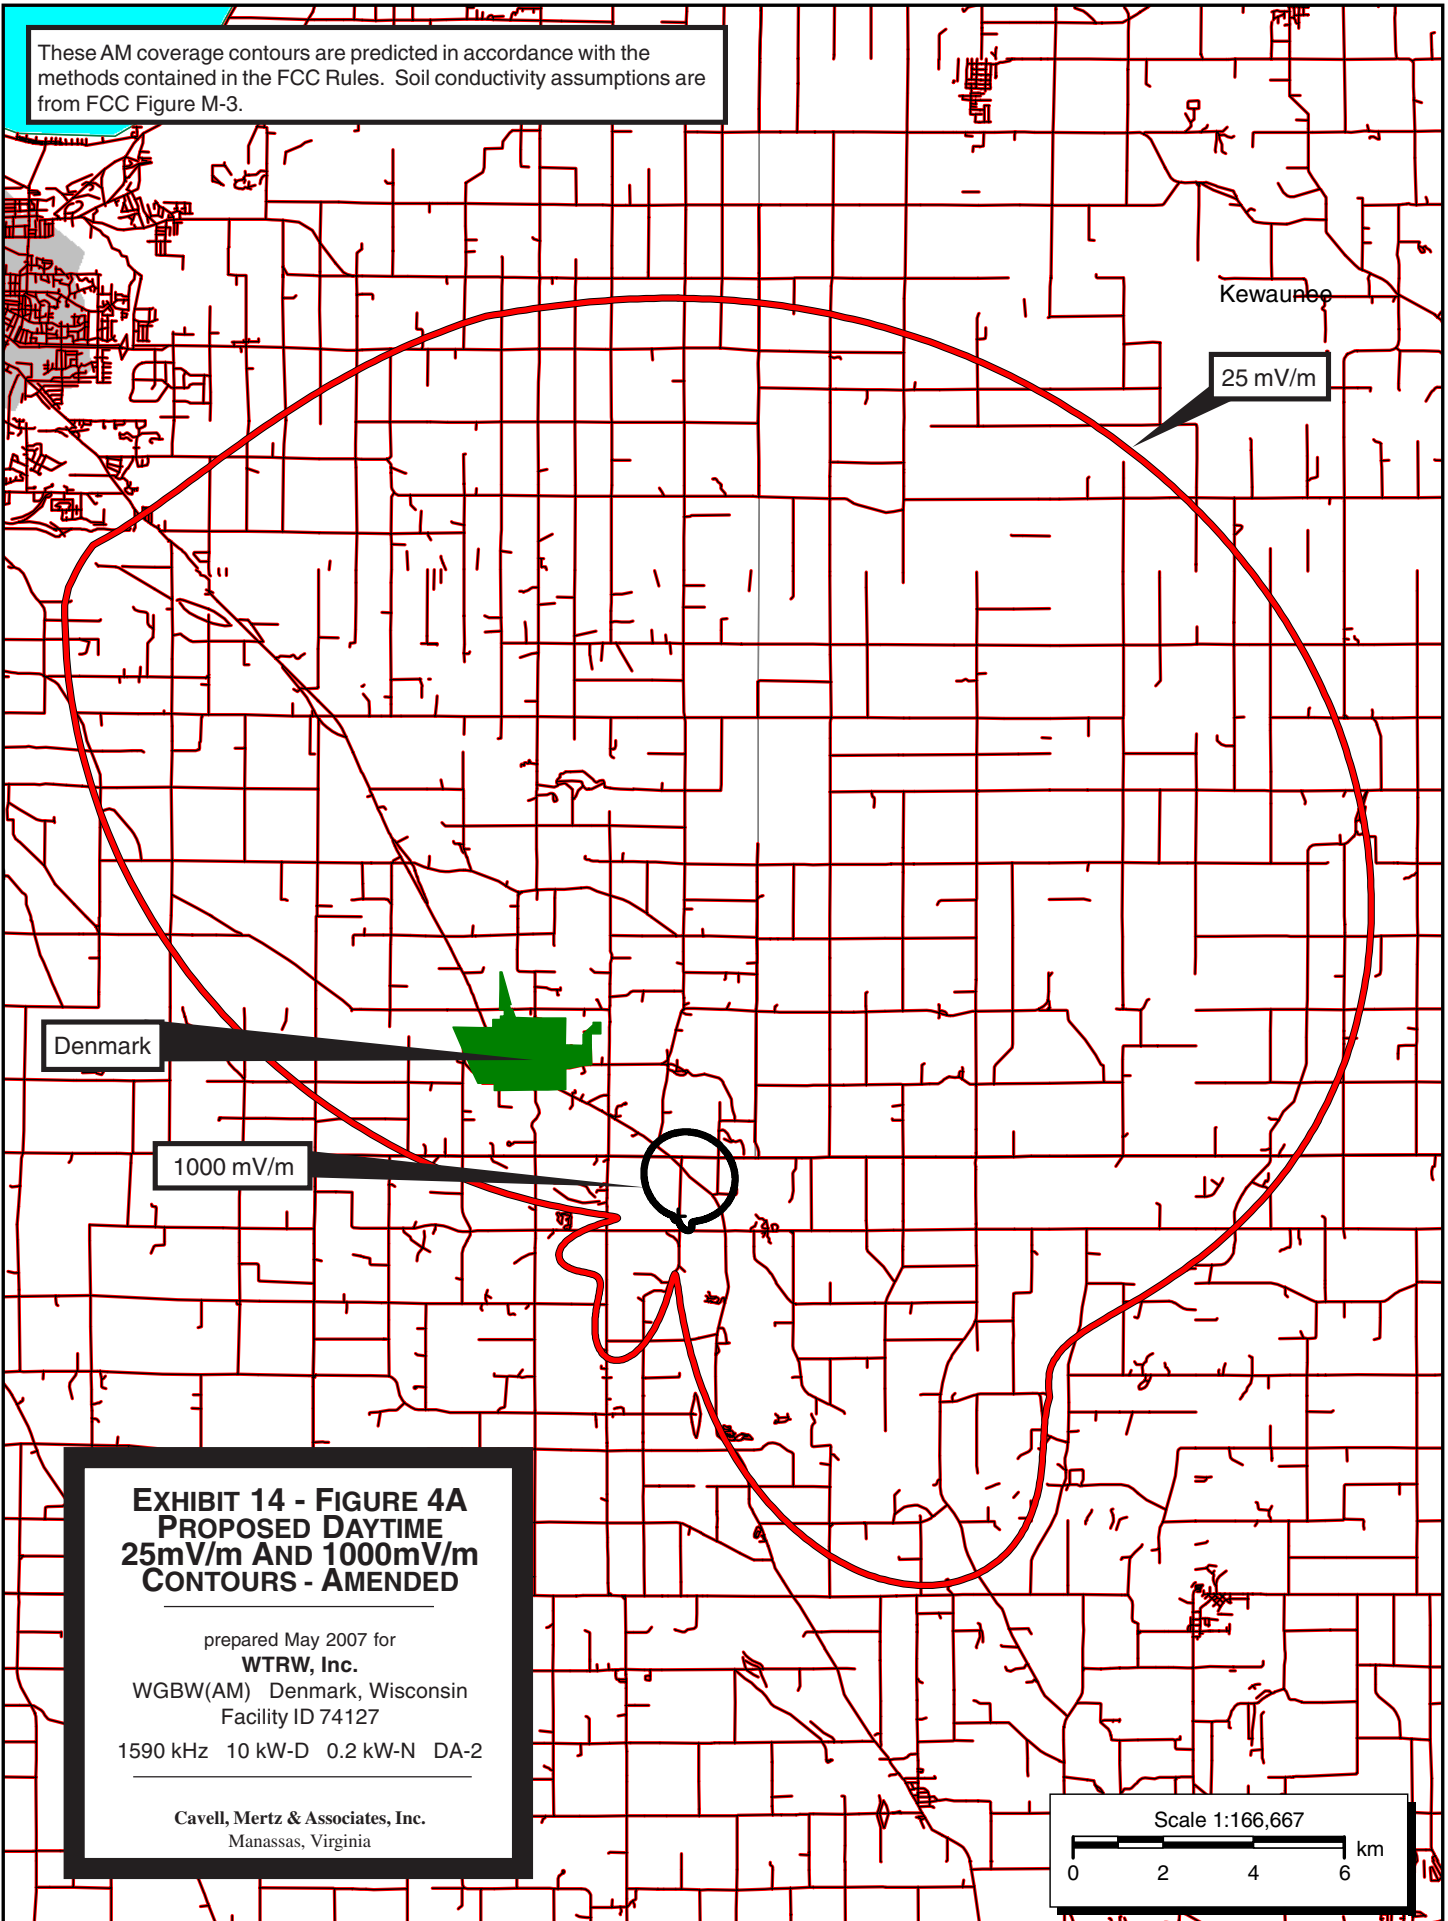 These AM coverage contours are predicted in accordance with the
methods contained in the FCC Rules.  Soil conductivity assumptions are
from FCC Figure M-3.
Kewaunee
25 mV/m
Denmark
1000 mV/m
EXHIBIT 14 - FIGURE 4A
PROPOSED DAYTIME
25mV/m AND 1000mV/m
CONTOURS - AMENDED
prepared May 2007 for
WTRW, Inc.
WGBW(AM)   Denmark, Wisconsin
Facility ID 74127
1590 kHz   10 kW-D   0.2 kW-N   DA-2
Cavell, Mertz & Associates, Inc.
Manassas, Virginia
Scale 1:166,667
km
0 2 4 6